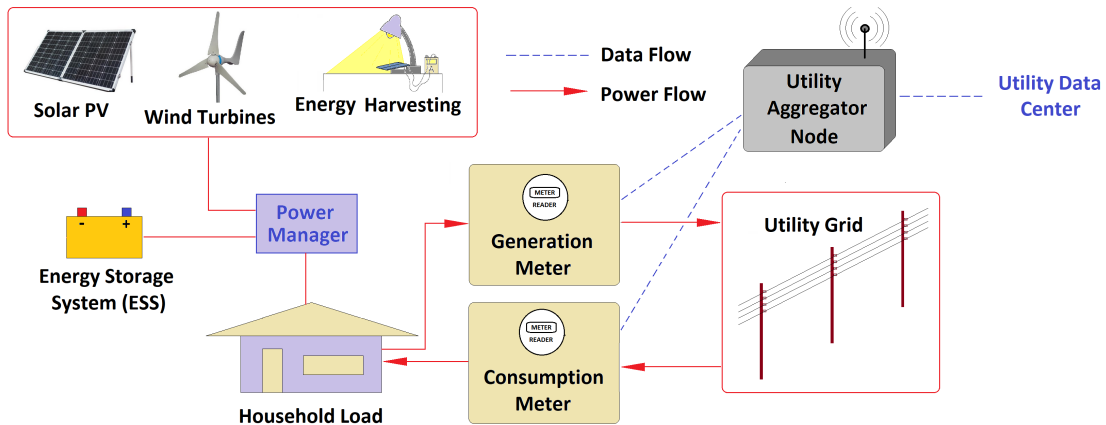 Solar PV
Wind Turbines
Energy Harvesting
Data Flow
Power Flow
Utility
Aggregator
Node
Utility Data
Center
Power
Manager
- +
Energy Storage
System (ESS)
METER
READER
Generation
Meter
Utility Grid
METER
READER
Consumption
Meter
Household Load